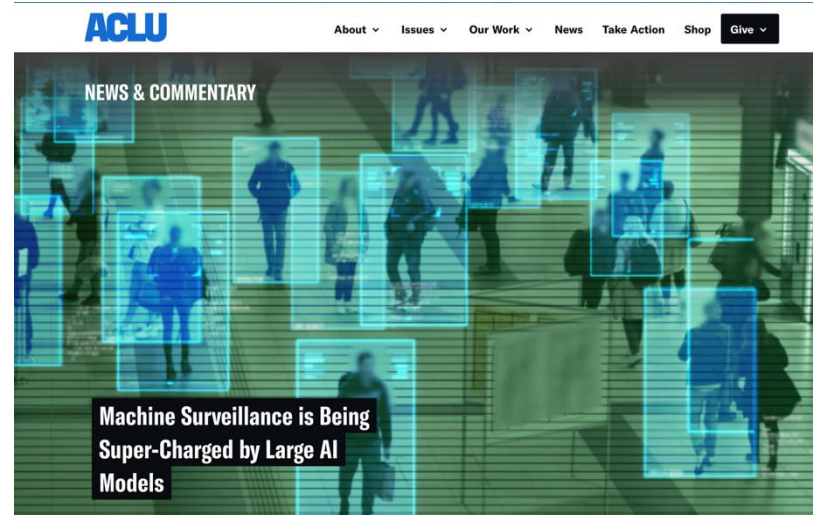 ACLU
About Issues Our Work News Take Action Shop Give
NEWS & COMMENTARY
Machine Surveillance is Being
Super-Charged by Large AI
Models